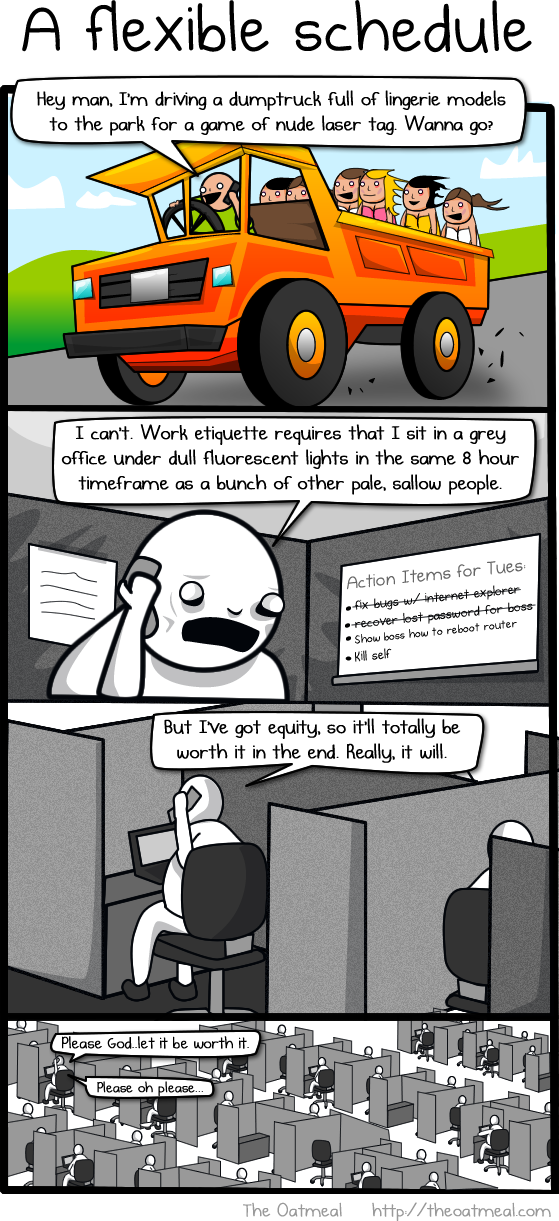 A flexible schedule
Hey man, I'm driving a dumptruck full of lingerie models
to the park for a game of nude laser tag. Wanna go?
I can't. Work etiquette requires that I sit in a grey
office under dull fluorescent lights in the same 8 hour
timeframe as a bunch of other pale, sallow people.
Action Items for Tues:
• fix bugs w/ internet explorer
• recover lost password for boss
• Show boss how to reboot router
• Kill self
But I've got equity, so it'll totally be
worth it in the end. Really, it will.
Please God..let it be worth it.
Please oh please...
The Oatmeal http://theoatmeal.com